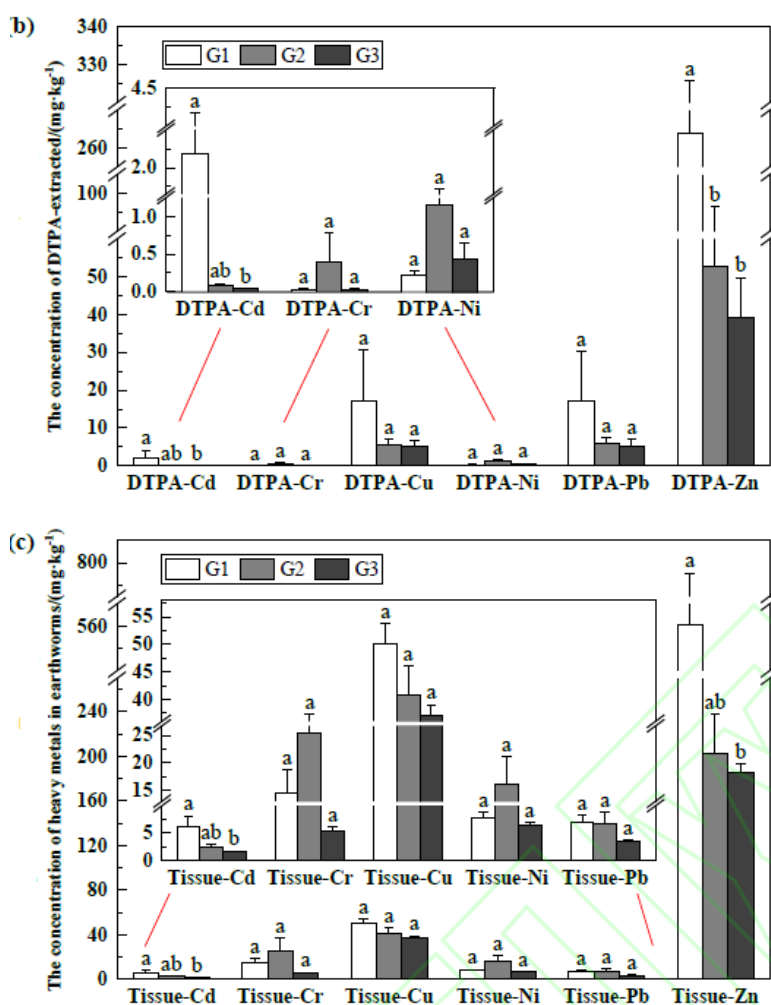 (b)
The concentration of DTPA-extracted/(mg·kg-1)
340
330
260
100
50
40
30
20
10
0
G1 G2 G3
4.5
2.0
1.0
0.5
0.0
a
ab b
a a a
a a a
DTPA-Cd DTPA-Cr DTPA-Ni
a
b
b
a ab b
a a a
a a a
a a a
a a a
DTPA-Cd DTPA-Cr DTPA-Cu DTPA-Ni DTPA-Pb DTPA-Zn
(c)
The concentration of heavy metals in earthworms/(mg·kg-1)
800
560
240
200
160
120
80
40
0
G1 G2 G3
55
50
45
40
25
15
5
0
a ab b
a a a
a a a
a a a
a a a
Tissue-Cd Tissue-Cr Tissue-Cu Tissue-Ni Tissue-Pb
a
ab
b
a ab b
a a a
a a a
a a a
a a a
Tissue-Cd Tissue-Cr Tissue-Cu Tissue-Ni Tissue-Pb Tissue-Zn